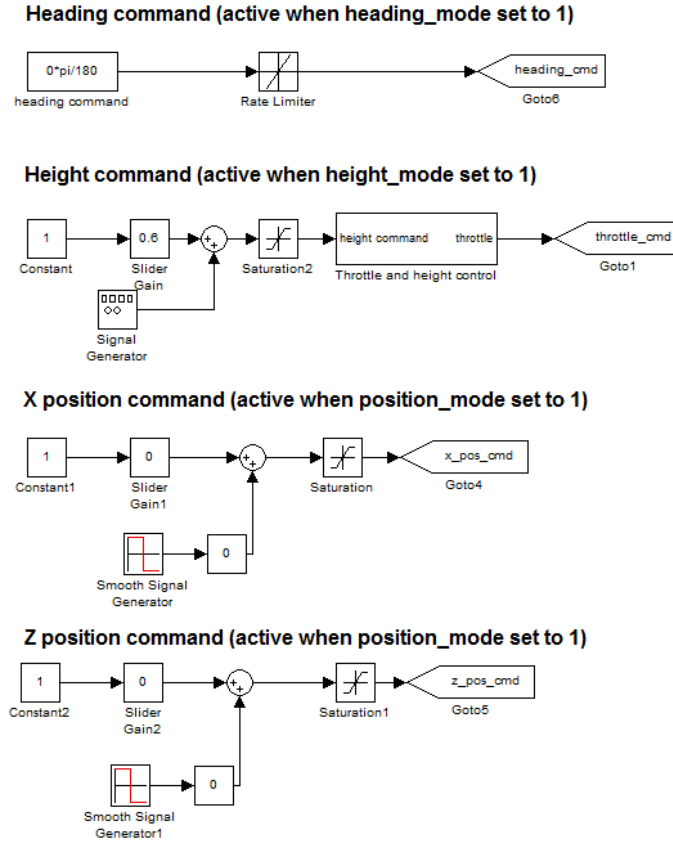 Heading command (active when heading_mode set to 1)
0*pi/180
heading_cmd
heading command
Rate Limiter
Goto6
Height command (active when height_mode set to 1)
1
0.6
+
+
height command
throttle
throttle_cmd
Constant
Slider
Gain
Saturation2
Throttle and height control
Goto1
Signal
Generator
X position command (active when position_mode set to 1)
1
0
+
+
x_pos_cmd
Constant1
Slider
Gain1
Saturation
Goto4
0
Smooth Signal
Generator
Z position command (active when position_mode set to 1)
1
0
+
+
z_pos_cmd
Constant2
Slider
Gain2
Saturation1
Goto5
0
Smooth Signal
Generator1